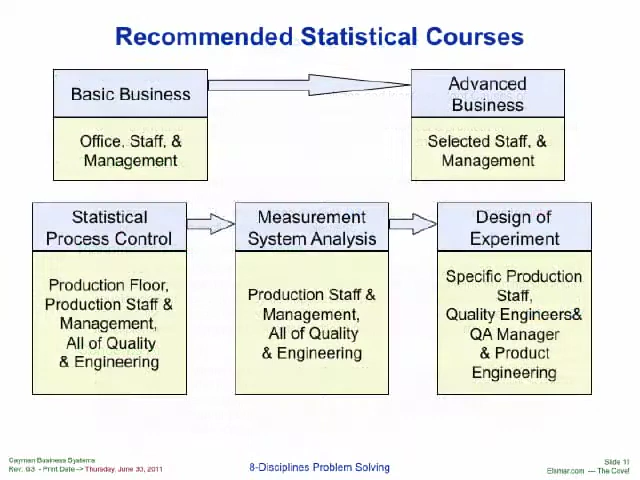 Recommended Statistical Courses
Basic Business
Office, Staff, &
Management
Advanced
Business
Selected Staff, &
Management
Statistical
Process Control
Production Floor,
Production Staff &
Management,
All of Quality
& Engineering
Measurement
System Analysis
Production Staff &
Management,
All of Quality
& Engineering
Design of
Experiment
Specific Production
Staff,
Quality Engineers&
QA Manager
& Product
Engineering
Cayman Business Systems
Rev: G3 - Print Date -> Thursday, June 30, 2011
8-Disciplines Problem Solving
Slide 11
Elsmar.com --- The Cove!